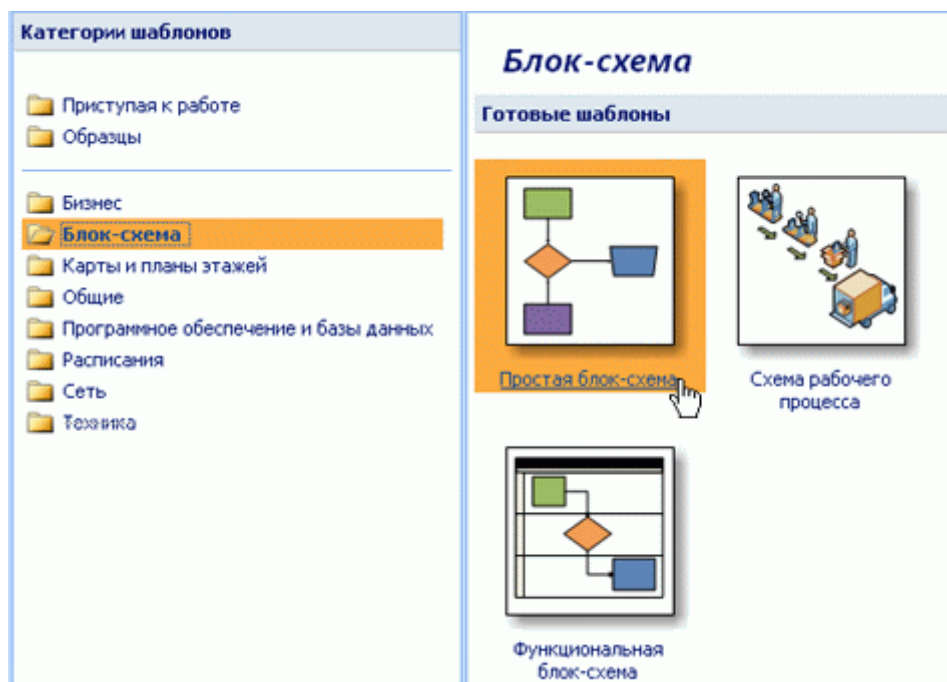 Категории шаблонов
Приступая к работе
Образцы
Бизнес
Блок-схема
Карты и планы этажей
Общие
Программное обеспечение и базы данных
Расписания
Сеть
Техника
Блок-схема
Готовые шаблоны
Простая блок-схема
Схема рабочего
процесса
Функциональная
блок-схема